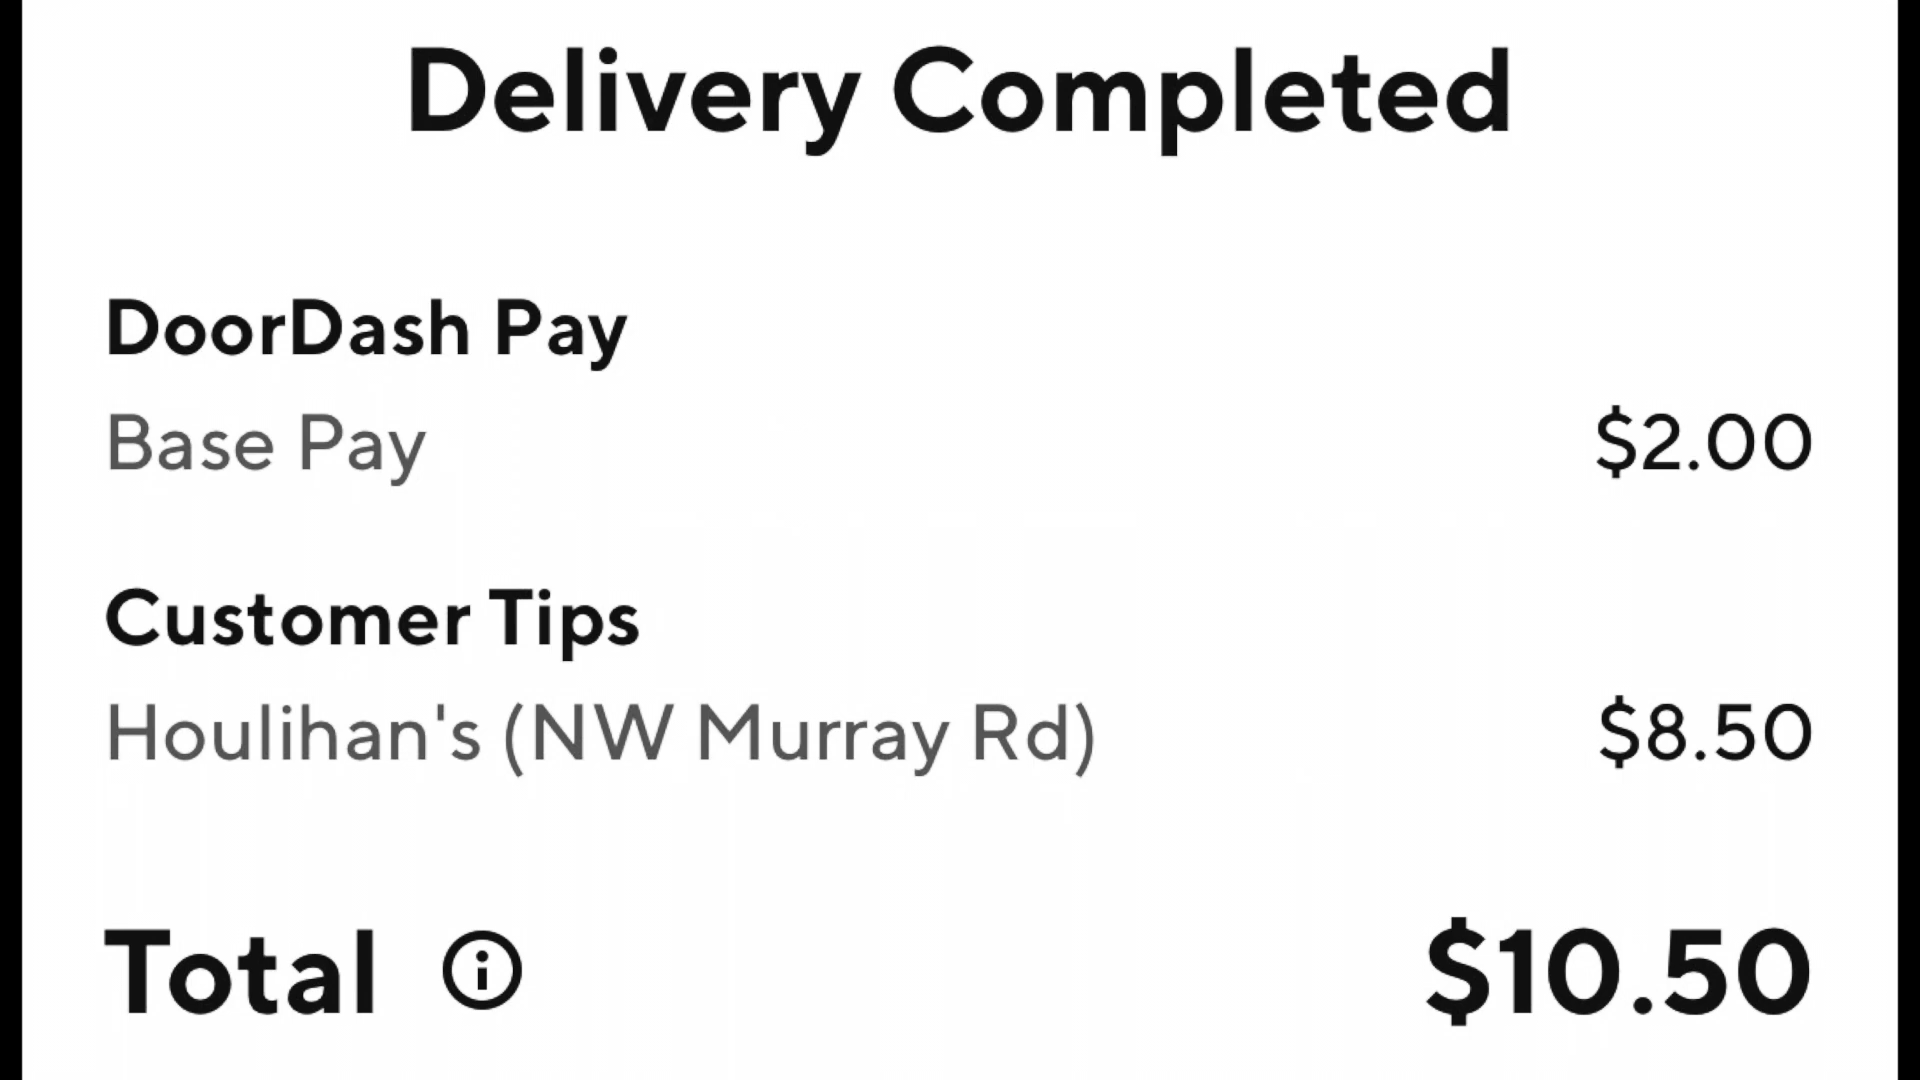 Delivery Completed
DoorDash Pay
Base Pay $2.00
Customer Tips
Houlihan's (NW Murray Rd) $8.50
Total $10.50